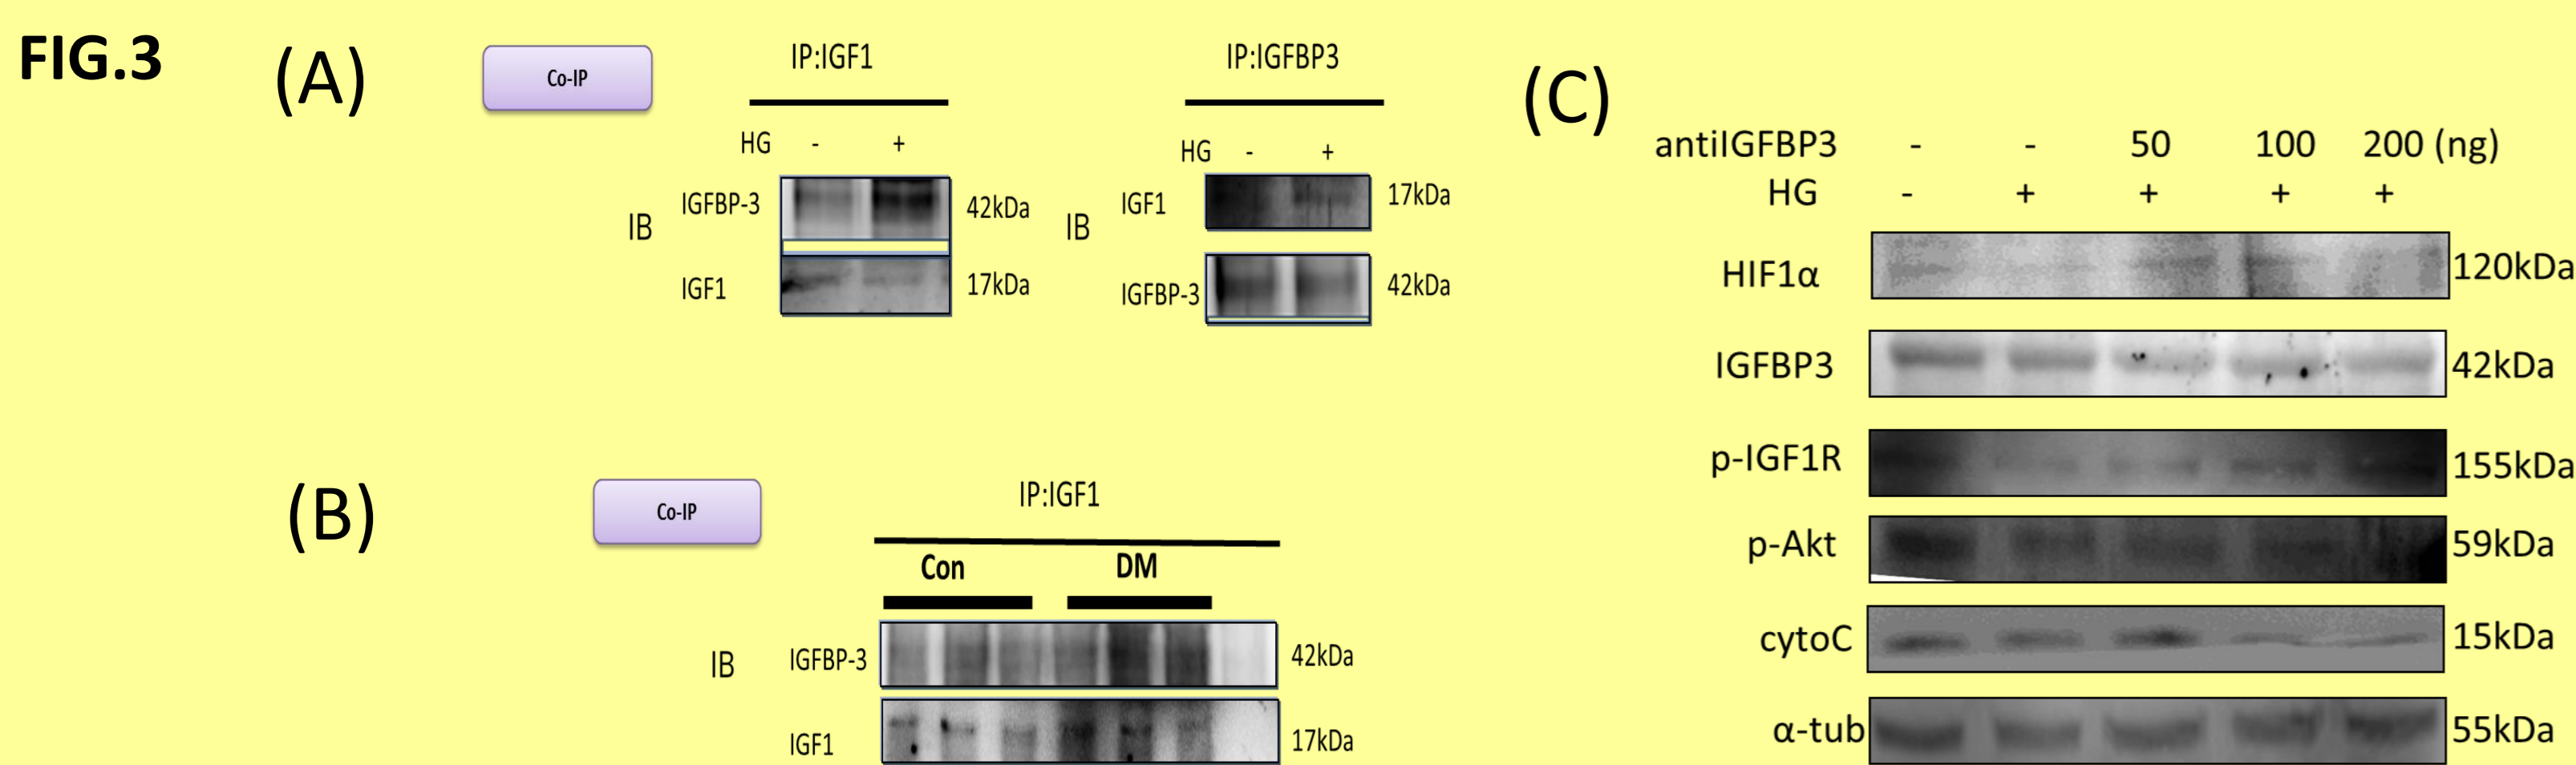 FIG.3
(A)
Co-IP
IP:IGF1
HG - +
IB
IGFBP-3 42kDa
IGF1 17kDa
IP:IGFBP3
HG - +
IB
IGF1 17kDa
IGFBP-3 42kDa
(B)
Co-IP
IP:IGF1
Con DM
IB
IGFBP-3 42kDa
IGF1 17kDa
(C)
antiIGFBP3 - - 50 100 200 (ng)
HG - + + + +
HIF1α 120kDa
IGFBP3 42kDa
p-IGF1R 155kDa
p-Akt 59kDa
cytoC 15kDa
α-tub 55kDa